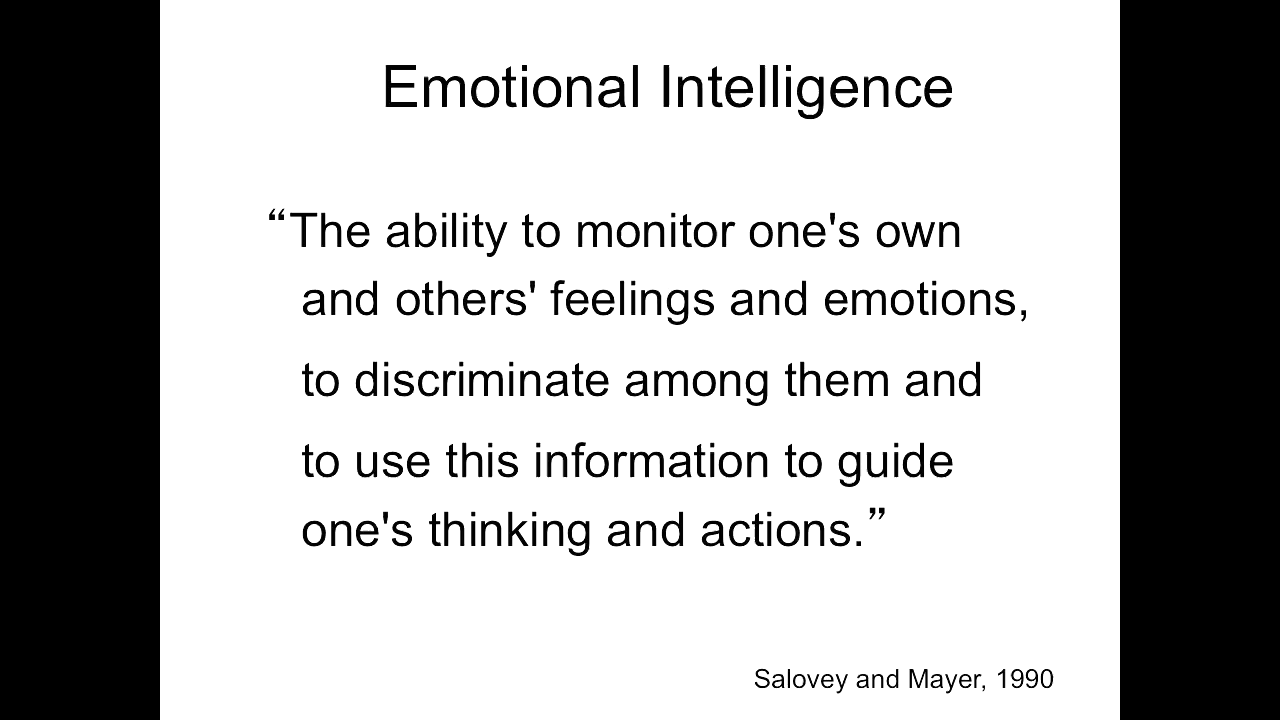 Emotional Intelligence
“The ability to monitor one's own
and others' feelings and emotions,
to discriminate among them and
to use this information to guide
one's thinking and actions.”
Salovey and Mayer, 1990